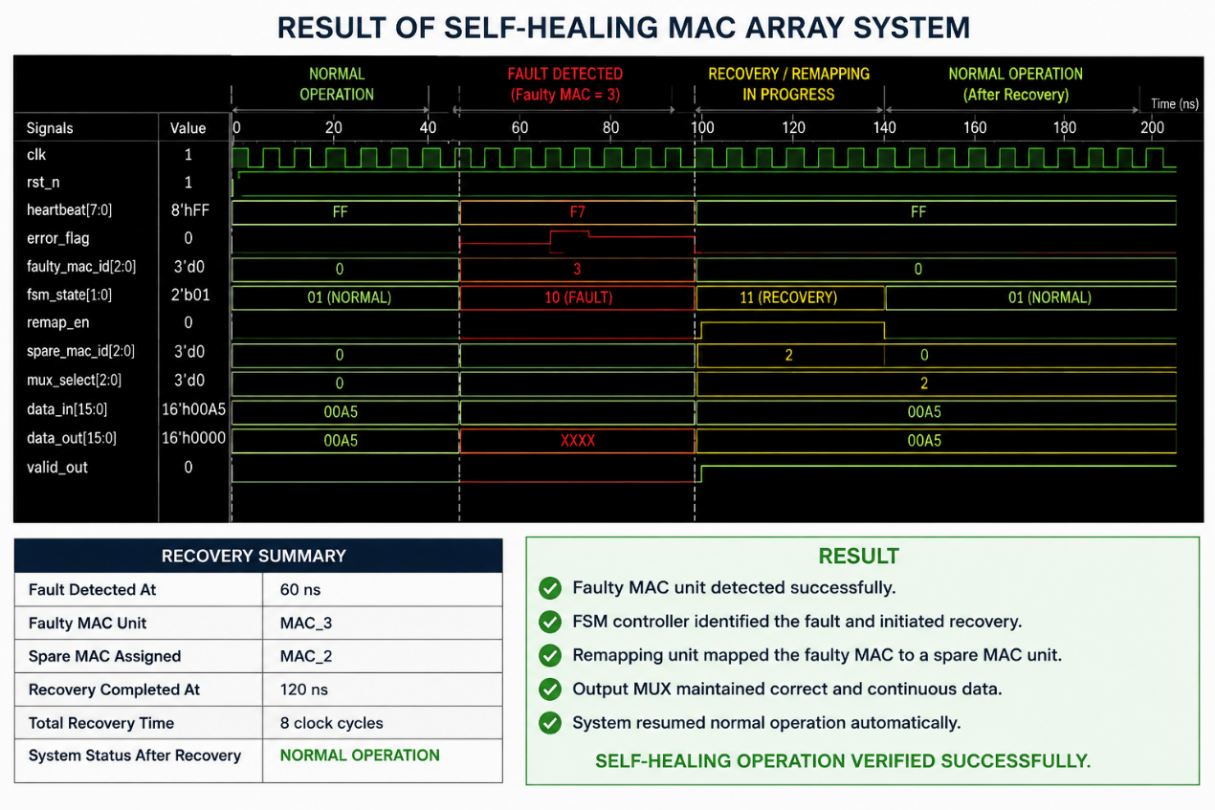 RESULT OF SELF-HEALING MAC ARRAY SYSTEM
NORMAL OPERATION
FAULT DETECTED (Faulty MAC = 3)
RECOVERY / REMAPPING IN PROGRESS
NORMAL OPERATION (After Recovery)
Time (ns)
Signals Value 0 20 40 60 80 100 120 140 160 180 200
clk 1
rst_n 1
heartbeat[7:0] 8'hFF FF F7 FF
error_flag 0
faulty_mac_id[2:0] 3'd0 0 3 0
fsm_state[1:0] 2'b01 01 (NORMAL) 10 (FAULT) 11 (RECOVERY) 01 (NORMAL)
remap_en 0
spare_mac_id[2:0] 3'd0 0 2 0
mux_select[2:0] 3'd0 0 2
data_in[15:0] 16'h00A5 00A5 00A5
data_out[15:0] 16'h0000 00A5 XXXX 00A5
valid_out 0
RECOVERY SUMMARY
Fault Detected At 60 ns
Faulty MAC Unit MAC_3
Spare MAC Assigned MAC_2
Recovery Completed At 120 ns
Total Recovery Time 8 clock cycles
System Status After Recovery NORMAL OPERATION
RESULT
Faulty MAC unit detected successfully.
FSM controller identified the fault and initiated recovery.
Remapping unit mapped the faulty MAC to a spare MAC unit.
Output MUX maintained correct and continuous data.
System resumed normal operation automatically.
SELF-HEALING OPERATION VERIFIED SUCCESSFULLY.